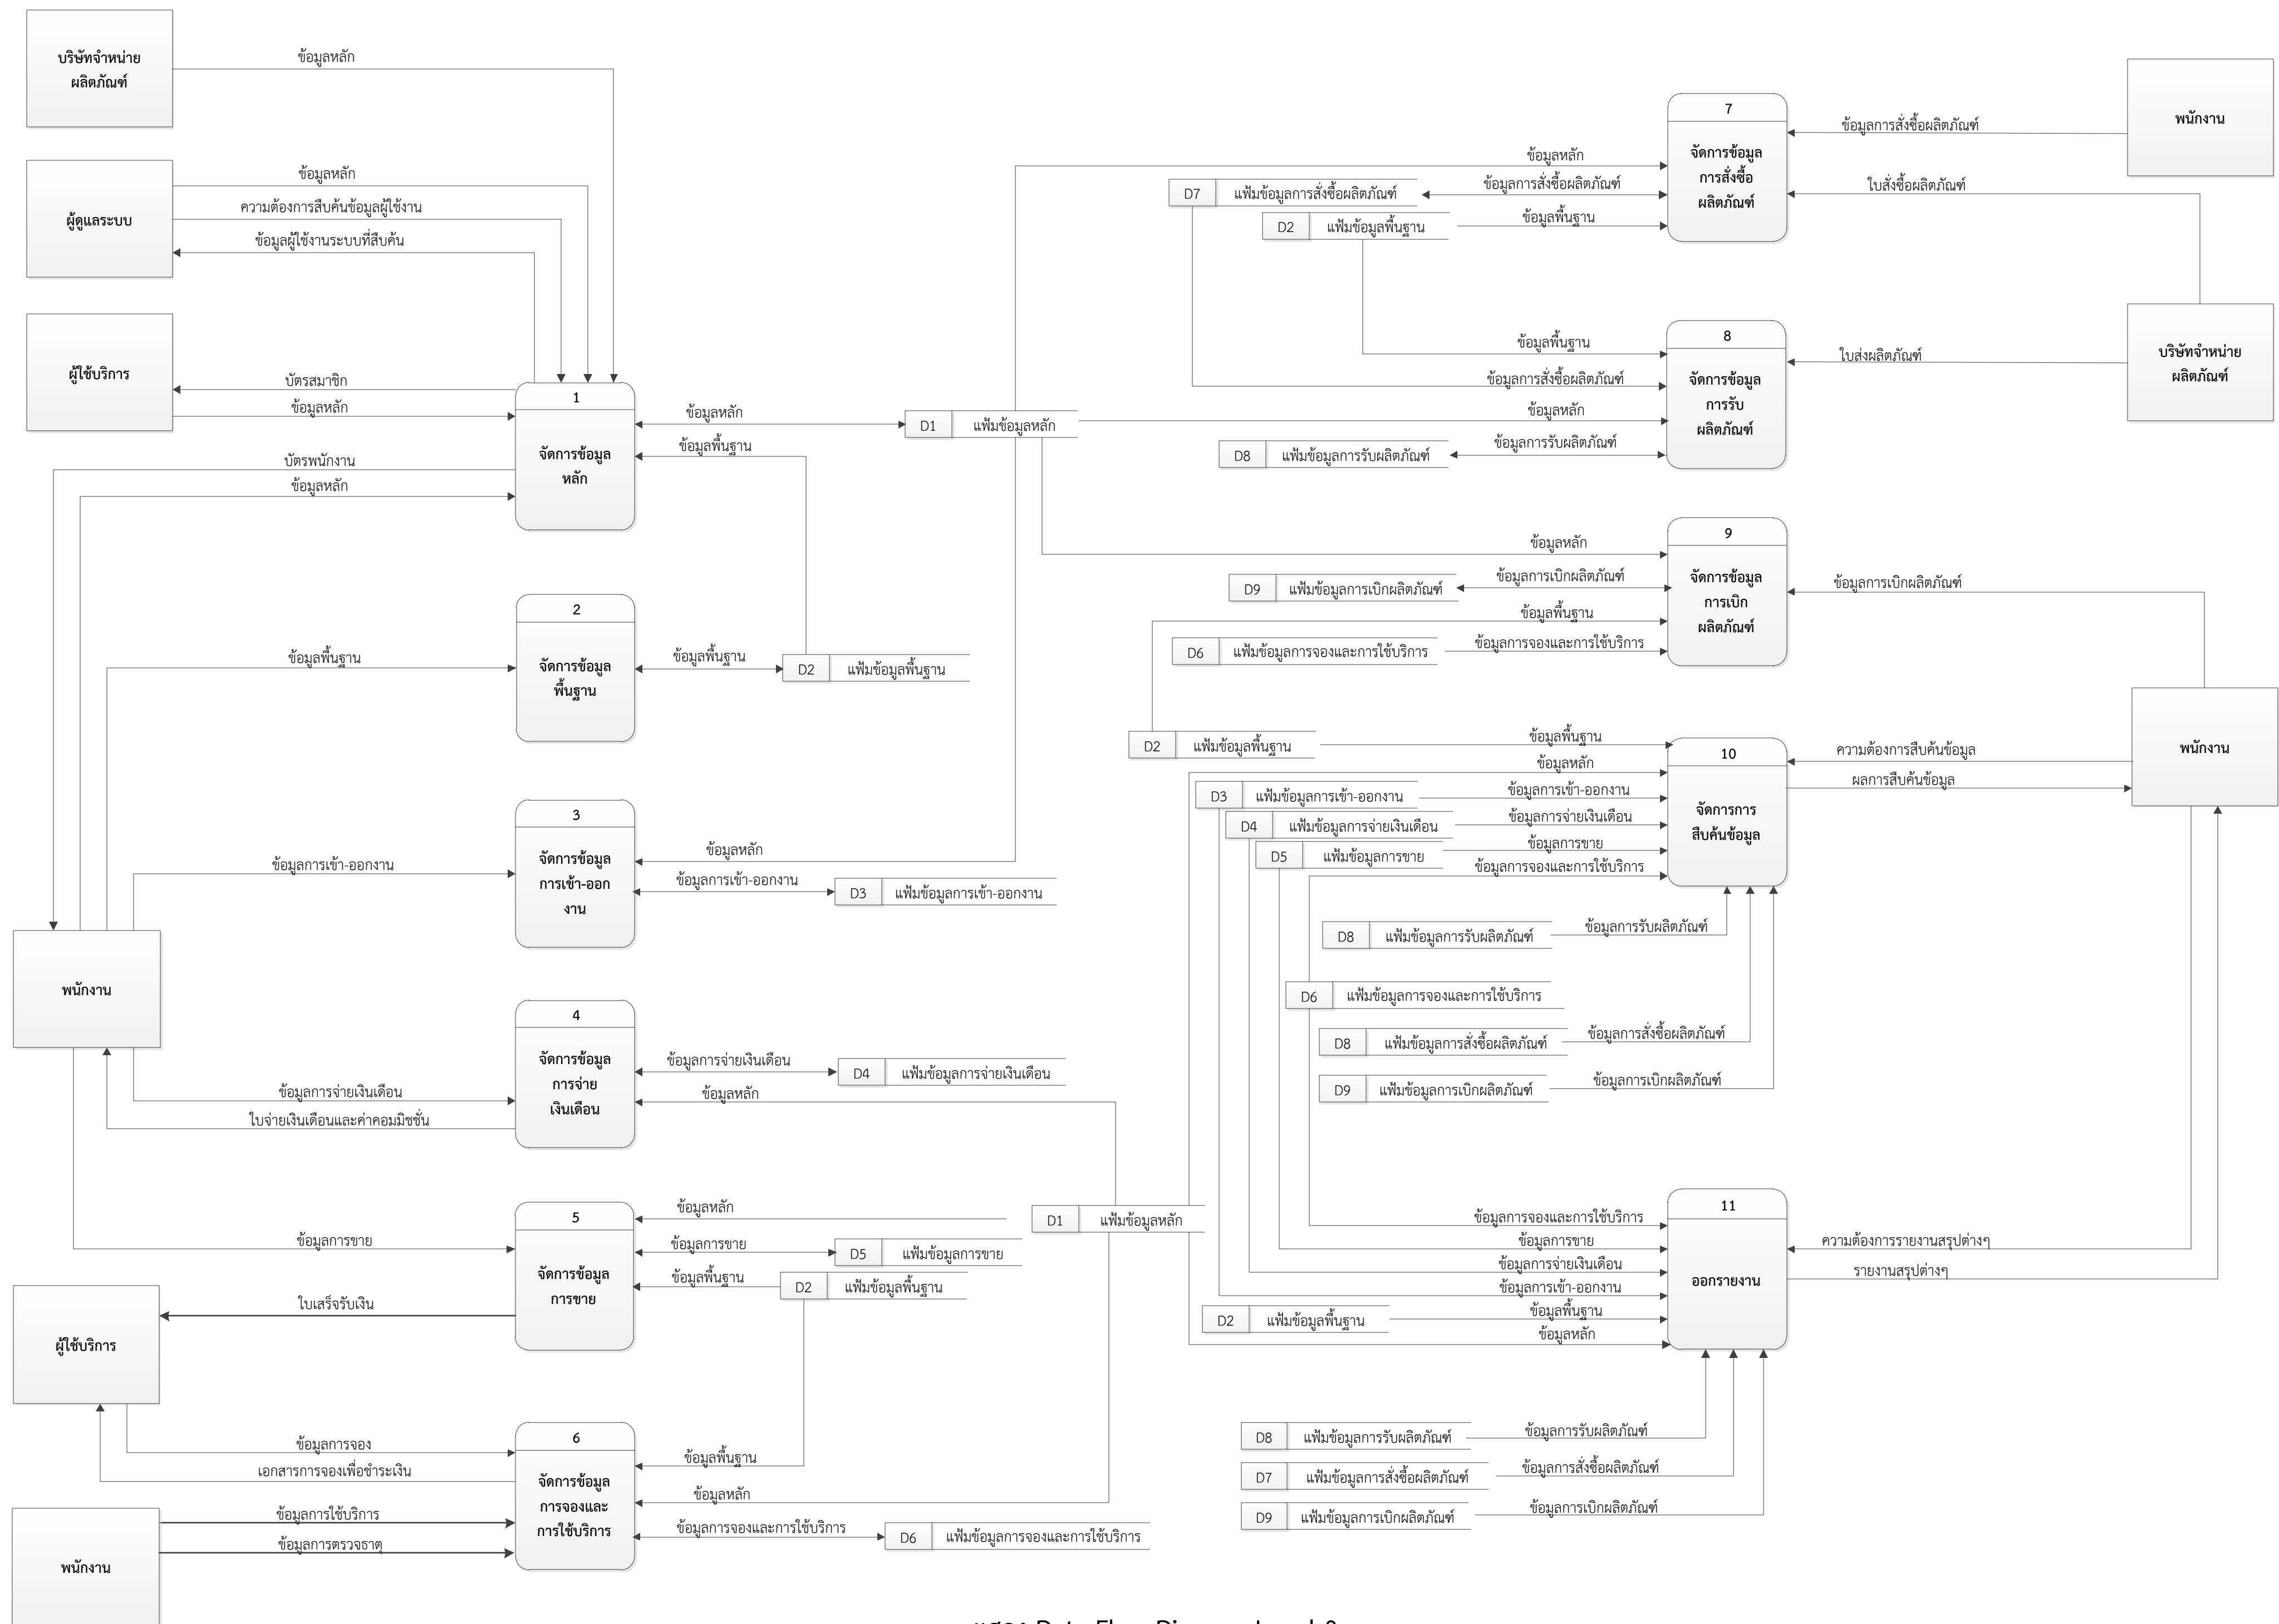 บริษัทจำหน่าย
ผลิตภัณฑ์
ข้อมูลหลัก
ผู้ดูแลระบบ
ข้อมูลหลัก
ความต้องการสืบค้นข้อมูลผู้ใช้งาน
ข้อมูลผู้ใช้งานระบบที่สืบค้น
ผู้ใช้บริการ
บัตรสมาชิก
ข้อมูลหลัก
บัตรพนักงาน
ข้อมูลหลัก
1
จัดการข้อมูล
หลัก
ข้อมูลหลัก
D1 แฟ้มข้อมูลหลัก
ข้อมูลพื้นฐาน
2
จัดการข้อมูล
พื้นฐาน
ข้อมูลพื้นฐาน
ข้อมูลพื้นฐาน
D2 แฟ้มข้อมูลพื้นฐาน
3
จัดการข้อมูล
การเข้า-ออก
งาน
ข้อมูลการเข้า-ออกงาน
ข้อมูลหลัก
ข้อมูลการเข้า-ออกงาน
D3 แฟ้มข้อมูลการเข้า-ออกงาน
พนักงาน
4
จัดการข้อมูล
การจ่าย
เงินเดือน
ข้อมูลการจ่ายเงินเดือน
ใบจ่ายเงินเดือนและค่าคอมมิชชั่น
ข้อมูลการจ่ายเงินเดือน
D4 แฟ้มข้อมูลการจ่ายเงินเดือน
ข้อมูลหลัก
5
จัดการข้อมูล
การขาย
ข้อมูลการขาย
ใบเสร็จรับเงิน
ข้อมูลหลัก
D1 แฟ้มข้อมูลหลัก
ข้อมูลการขาย
D5 แฟ้มข้อมูลการขาย
ข้อมูลพื้นฐาน
D2 แฟ้มข้อมูลพื้นฐาน
ผู้ใช้บริการ
6
จัดการข้อมูล
การจองและ
การใช้บริการ
ข้อมูลการจอง
เอกสารการจองเพื่อชำระเงิน
ข้อมูลการใช้บริการ
ข้อมูลการตรวจธาตุ
พนักงาน
ข้อมูลพื้นฐาน
ข้อมูลหลัก
ข้อมูลการจองและการใช้บริการ
D6 แฟ้มข้อมูลการจองและการใช้บริการ
7
จัดการข้อมูล
การสั่งซื้อ
ผลิตภัณฑ์
ข้อมูลหลัก
D7 แฟ้มข้อมูลการสั่งซื้อผลิตภัณฑ์
ข้อมูลการสั่งซื้อผลิตภัณฑ์
D2 แฟ้มข้อมูลพื้นฐาน
ข้อมูลพื้นฐาน
ข้อมูลการสั่งซื้อผลิตภัณฑ์
พนักงาน
ใบสั่งซื้อผลิตภัณฑ์
8
จัดการข้อมูล
การรับ
ผลิตภัณฑ์
ข้อมูลพื้นฐาน
ข้อมูลการสั่งซื้อผลิตภัณฑ์
ข้อมูลหลัก
D8 แฟ้มข้อมูลการรับผลิตภัณฑ์
ข้อมูลการรับผลิตภัณฑ์
ใบส่งผลิตภัณฑ์
บริษัทจำหน่าย
ผลิตภัณฑ์
9
จัดการข้อมูล
การเบิก
ผลิตภัณฑ์
ข้อมูลหลัก
D9 แฟ้มข้อมูลการเบิกผลิตภัณฑ์
ข้อมูลการเบิกผลิตภัณฑ์
ข้อมูลพื้นฐาน
D6 แฟ้มข้อมูลการจองและการใช้บริการ
ข้อมูลการจองและการใช้บริการ
ข้อมูลการเบิกผลิตภัณฑ์
พนักงาน
10
จัดการการ
สืบค้นข้อมูล
D2 แฟ้มข้อมูลพื้นฐาน
ข้อมูลพื้นฐาน
ข้อมูลหลัก
D3 แฟ้มข้อมูลการเข้า-ออกงาน
ข้อมูลการเข้า-ออกงาน
D4 แฟ้มข้อมูลการจ่ายเงินเดือน
ข้อมูลการจ่ายเงินเดือน
D5 แฟ้มข้อมูลการขาย
ข้อมูลการขาย
ข้อมูลการจองและการใช้บริการ
ความต้องการสืบค้นข้อมูล
ผลการสืบค้นข้อมูล
D8 แฟ้มข้อมูลการรับผลิตภัณฑ์
ข้อมูลการรับผลิตภัณฑ์
D6 แฟ้มข้อมูลการจองและการใช้บริการ
D8 แฟ้มข้อมูลการสั่งซื้อผลิตภัณฑ์
ข้อมูลการสั่งซื้อผลิตภัณฑ์
D9 แฟ้มข้อมูลการเบิกผลิตภัณฑ์
ข้อมูลการเบิกผลิตภัณฑ์
11
ออกรายงาน
ข้อมูลการจองและการใช้บริการ
ข้อมูลการขาย
ข้อมูลการจ่ายเงินเดือน
ข้อมูลการเข้า-ออกงาน
D2 แฟ้มข้อมูลพื้นฐาน
ข้อมูลพื้นฐาน
ข้อมูลหลัก
ความต้องการรายงานสรุปต่างๆ
รายงานสรุปต่างๆ
D8 แฟ้มข้อมูลการรับผลิตภัณฑ์
ข้อมูลการรับผลิตภัณฑ์
D7 แฟ้มข้อมูลการสั่งซื้อผลิตภัณฑ์
ข้อมูลการสั่งซื้อผลิตภัณฑ์
D9 แฟ้มข้อมูลการเบิกผลิตภัณฑ์
ข้อมูลการเบิกผลิตภัณฑ์
แสดง Data Flow Diagram Level 0